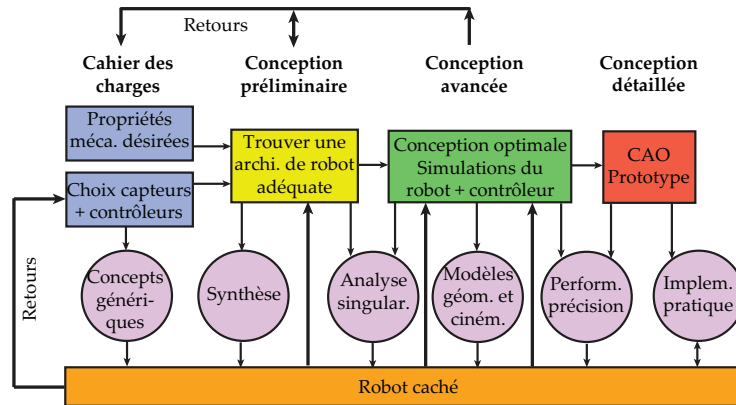 Retours
Cahier des
charges
Conception
préliminaire
Conception
avancée
Conception
détaillée
Propriétés
méca. désirées
Choix capteurs
+ contrôleurs
Trouver une
archi. de robot
adéquate
Conception optimale
Simulations du
robot + contrôleur
CAO
Prototype
Retours
Concepts
généri-
ques
Synthèse
Analyse
singular.
Modèles
géom. et
ciném.
Perform.
précision
Implem.
pratique
Robot caché